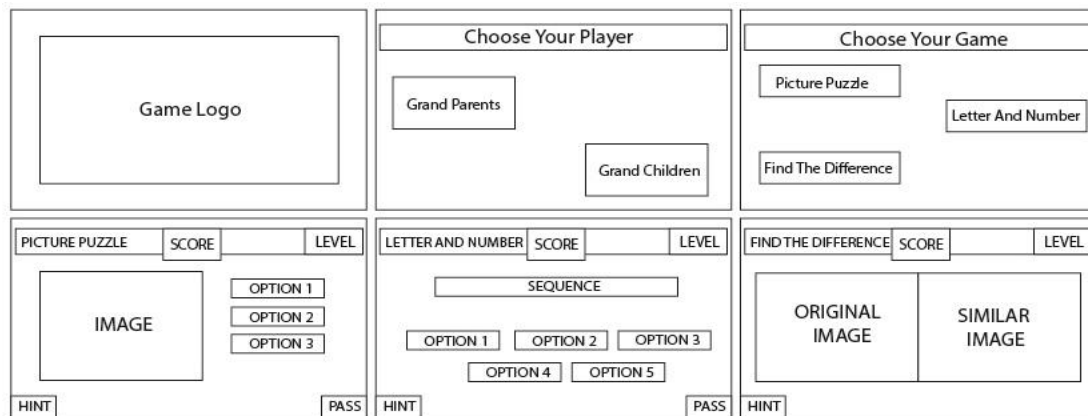 Game Logo
Choose Your Player
Grand Parents
Grand Children
Choose Your Game
Picture Puzzle
Letter And Number
Find The Difference
PICTURE PUZZLE
SCORE
LEVEL
IMAGE
OPTION 1
OPTION 2
OPTION 3
HINT
PASS
LETTER AND NUMBER
SCORE
LEVEL
SEQUENCE
OPTION 1
OPTION 2
OPTION 3
OPTION 4
OPTION 5
HINT
PASS
FIND THE DIFFERENCE
SCORE
LEVEL
ORIGINAL
IMAGE
SIMILAR
IMAGE
HINT